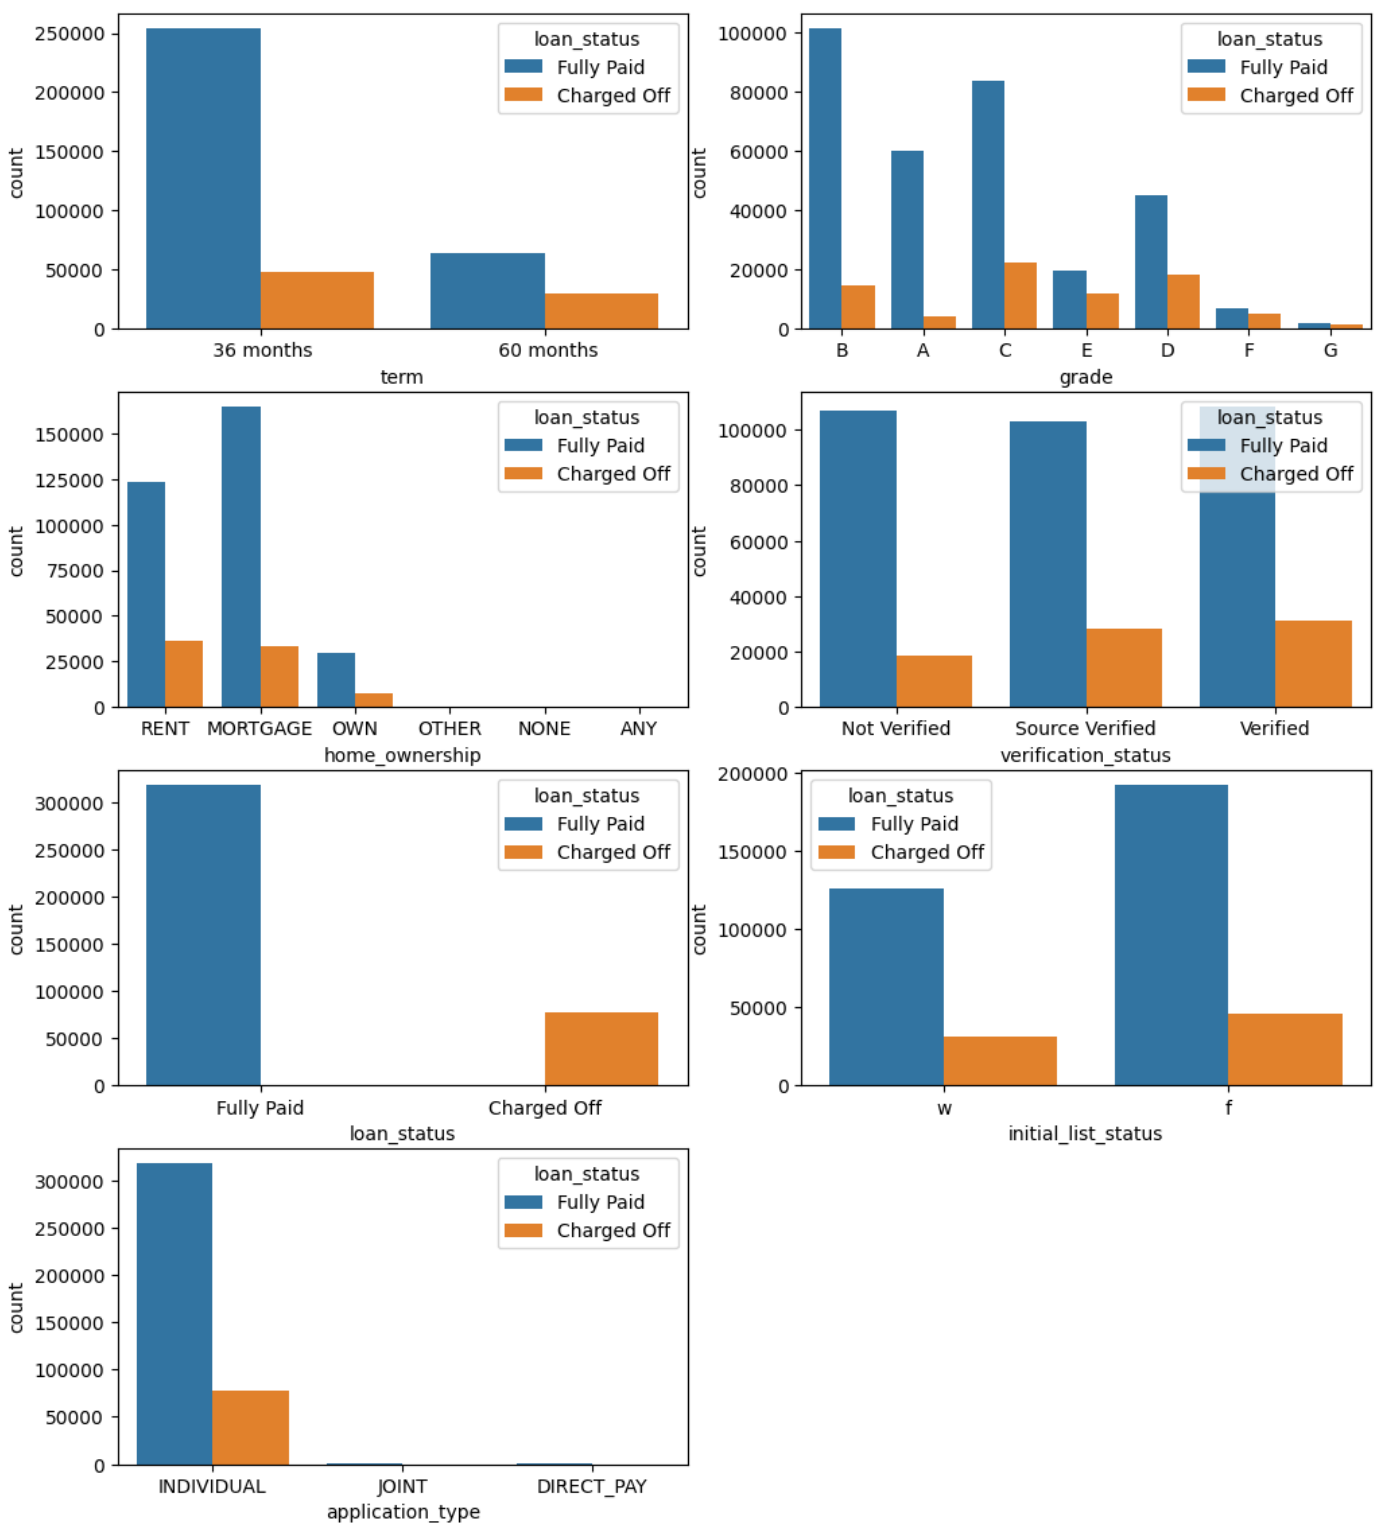 250000
200000
150000
100000
50000
0
count
loan_status
Fully Paid
Charged Off
36 months
60 months
term
100000
80000
60000
40000
20000
0
count
loan_status
Fully Paid
Charged Off
B
A
C
E
D
F
G
grade
150000
125000
100000
75000
50000
25000
0
count
loan_status
Fully Paid
Charged Off
RENT
MORTGAGE
OWN
OTHER
NONE
ANY
home_ownership
100000
80000
60000
40000
20000
0
count
loan_status
Fully Paid
Charged Off
Not Verified
Source Verified
Verified
verification_status
300000
250000
200000
150000
100000
50000
0
count
loan_status
Fully Paid
Charged Off
Fully Paid
Charged Off
loan_status
200000
150000
100000
50000
0
count
loan_status
Fully Paid
Charged Off
w
f
initial_list_status
300000
250000
200000
150000
100000
50000
0
count
loan_status
Fully Paid
Charged Off
INDIVIDUAL
JOINT
DIRECT_PAY
application_type